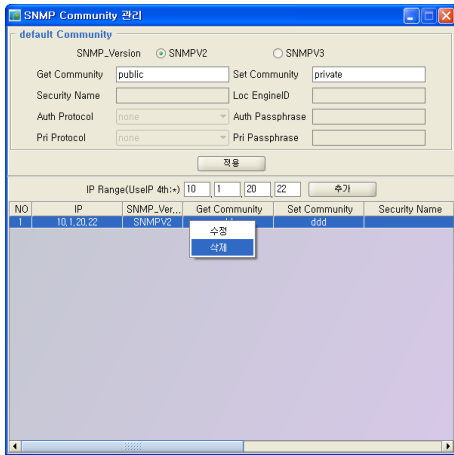 SNMP Community 관리
default Community
SNMP_Version SNMPV2 SNMPV3
Get Community public Set Community private
Security Name Loc EngineID
Auth Protocol none Auth Passphrase
Pri Protocol none Pri Passphrase
적용
IP Range(UseIP 4th:*) 10 .1 .20 .22 추가
NO IP SNMP_Ver... Get Community Set Community Security Name
1 10.1.20.22 SNMPV2 ddd
수정
삭제